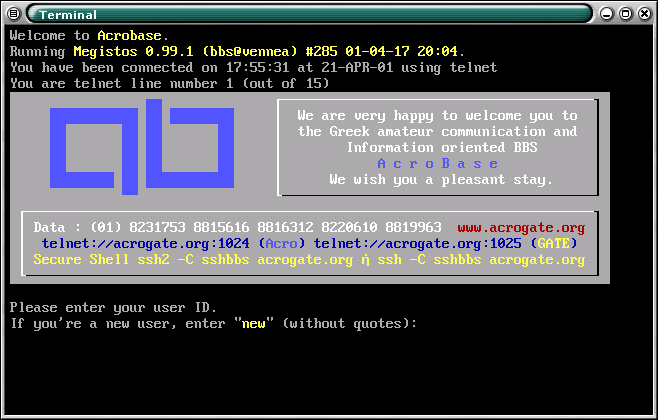 Terminal
Welcome to Acrobase.
Running Megistos 0.99.1 (bbs@vennea) #285 01-04-17 20:04.
You have been connected on 17:55:31 at 21-APR-01 using telnet
You are telnet line number 1 (out of 15)
We are very happy to welcome you to
the Greek amateur communication and
Information oriented BBS
A c r o B a s e
We wish you a pleasant stay.
Data : (01) 8231753 8815616 8816312 8220610 8819963 www.acrogate.org
telnet://acrogate.org:1024 (Acro) telnet://acrogate.org:1025 (GATE)
Secure Shell ssh2 -C sshbbs acrogate.org ή ssh -C sshbbs acrogate.org
Please enter your user ID.
If you're a new user, enter "new" (without quotes):